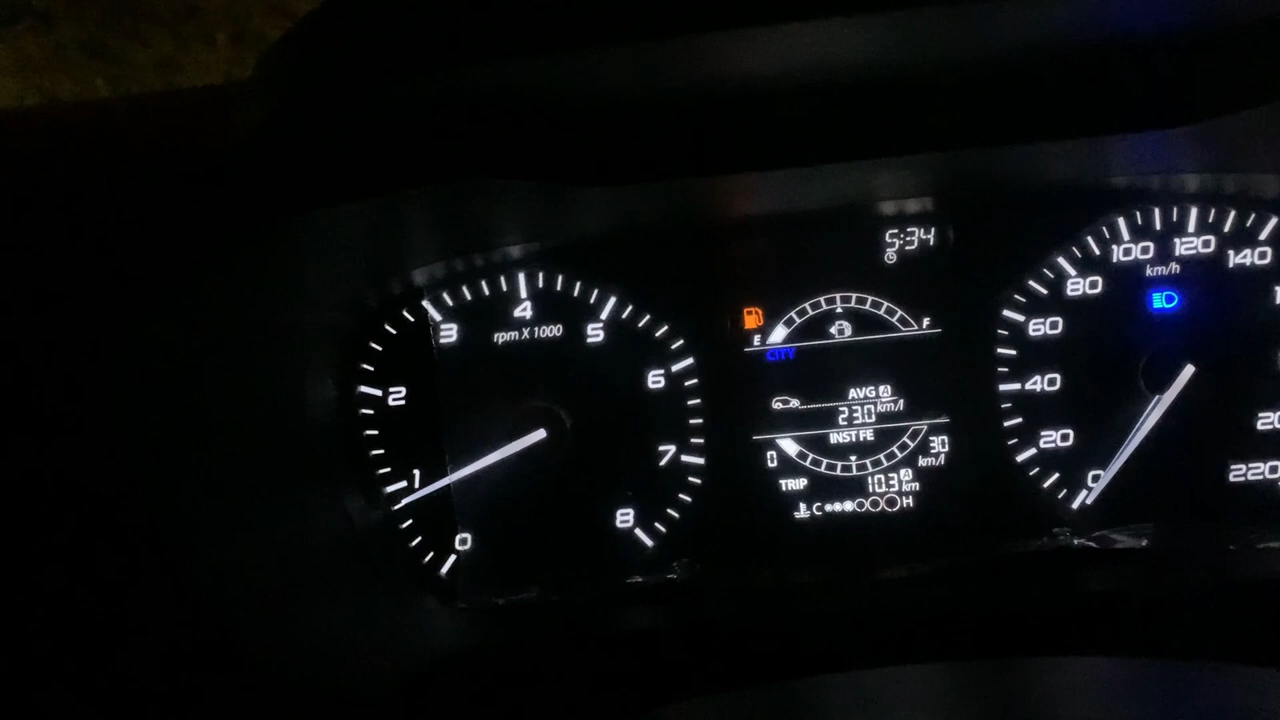 5:34
0 1 2 3 4 5 6 7 8
rpm X 1000
E F
CITY
AVG A
23.0 km/l
INST FE
0 30
km/l
TRIP A
10.3 km
C H
0 20 40 60 80 100 120 140
km/h
220